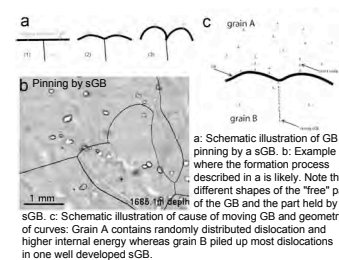 a
(1)
(2)
(3)
c
grain A
grain B
b Pinning by sGB
1 mm
1685.1m depth
a: Schematic illustration of GB
pinning by a sGB. b: Example
where the formation process
described in a is likely. Note th
different shapes of the "free" p
of the GB and the part held by
sGB. c: Schematic illustration of cause of moving GB and geometr
of curves: Grain A contains randomly distributed dislocation and
higher internal energy whereas grain B piled up most dislocations
in one well developed sGB.